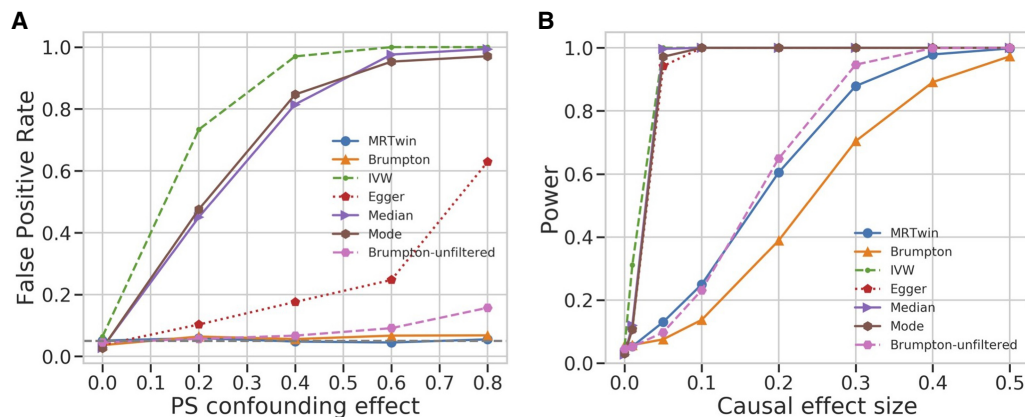 A
False Positive Rate
1.0
0.8
0.6
0.4
0.2
0.0
MRTwin
Brumpton
IVW
Egger
Median
Mode
Brumpton-unfiltered
0.0 0.1 0.2 0.3 0.4 0.5 0.6 0.7 0.8
PS confounding effect
B
Power
1.0
0.8
0.6
0.4
0.2
0.0
MRTwin
Brumpton
IVW
Egger
Median
Mode
Brumpton-unfiltered
0.0 0.1 0.2 0.3 0.4 0.5
Causal effect size